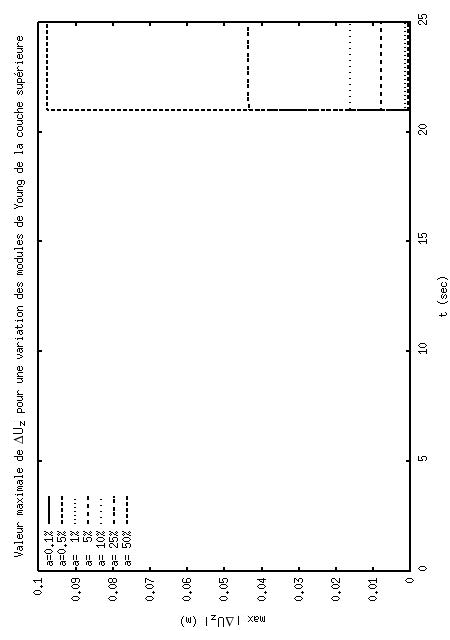 Valeur maximale de ΔUz pour une variation des modules de Young de la couche supérieure
max |ΔUz| (m)
0.1
0.09
0.08
0.07
0.06
0.05
0.04
0.03
0.02
0.01
0
a=0.1%
a=0.5%
a= 1%
a= 5%
a= 10%
a= 25%
a= 50%
0
5
10
15
20
25
t (sec)